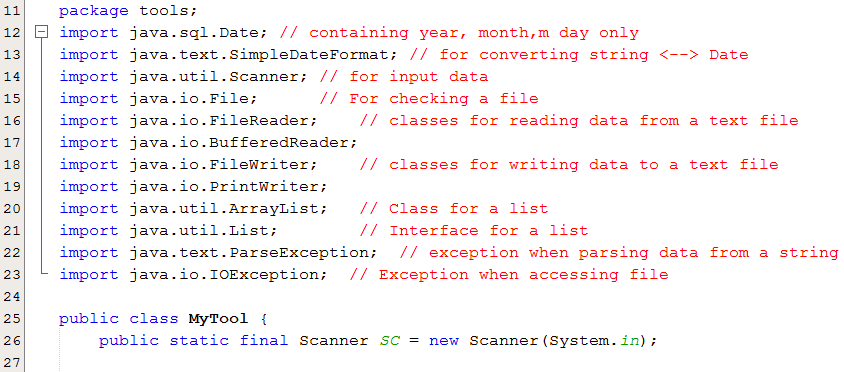 11 package tools;
12 import java.sql.Date; // containing year, month,m day only
13 import java.text.SimpleDateFormat; // for converting string <--> Date
14 import java.util.Scanner; // for input data
15 import java.io.File;      // For checking a file
16 import java.io.FileReader;    // classes for reading data from a text file
17 import java.io.BufferedReader;
18 import java.io.FileWriter;    // classes for writing data to a text file
19 import java.io.PrintWriter;
20 import java.util.ArrayList;   // Class for a list
21 import java.util.List;        // Interface for a list
22 import java.text.ParseException;  // exception when parsing data from a string
23 import java.io.IOException;  // Exception when accessing file
24
25 public class MyTool {
26     public static final Scanner SC = new Scanner(System.in);
27